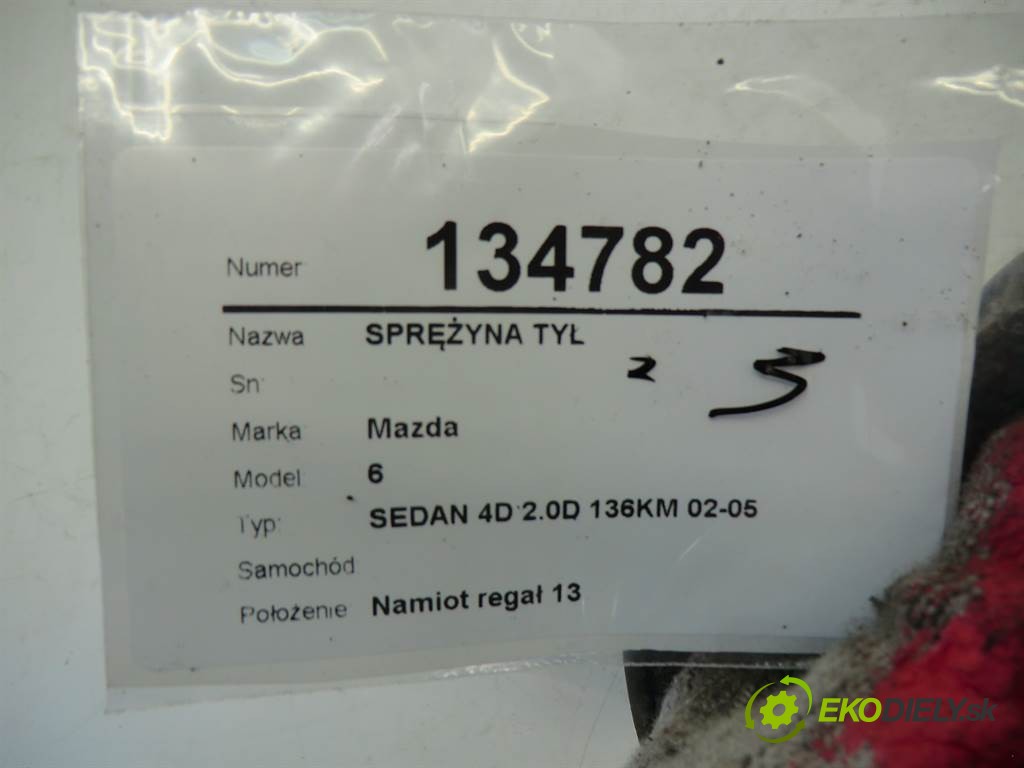 Numer 134782
Nazwa SPRĘŻYNA TYŁ
2 3
Sn
Marka Mazda
Model 6
Typ: SEDAN 4D 2.0D 136KM 02-05
Samochód
Położenie Namiot regał 13
EKODIELY.sk